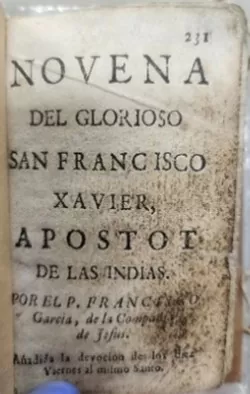 231
NOVENA
DEL GLORIOSO
SAN FRANCISCO
XAVIER,
APOSTOT
DE LAS INDIAS.
POR EL P. FRANCISCO
Garcia, de la Compañia
de Jesus.
Añadida la devocion de los diez
Viernes al mismo Santo.